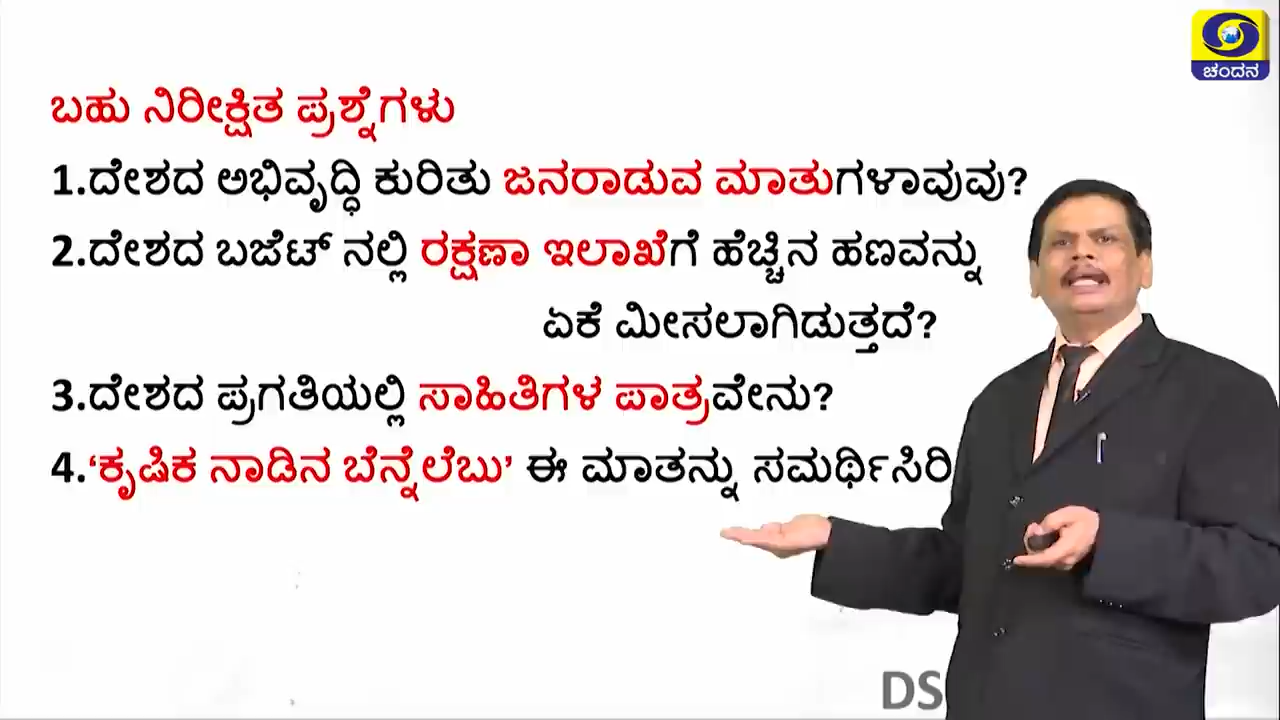 ಚಂದನ
ಬಹು ನಿರೀಕ್ಷಿತ ಪ್ರಶ್ನೆಗಳು
1.ದೇಶದ ಅಭಿವೃದ್ಧಿ ಕುರಿತು ಜನರಾಡುವ ಮಾತುಗಳಾವುವು?
2.ದೇಶದ ಬಜೆಟ್ ನಲ್ಲಿ ರಕ್ಷಣಾ ಇಲಾಖೆಗೆ ಹೆಚ್ಚಿನ ಹಣವನ್ನು
ಏಕೆ ಮೀಸಲಾಗಿಡುತ್ತದೆ?
3.ದೇಶದ ಪ್ರಗತಿಯಲ್ಲಿ ಸಾಹಿತಿಗಳ ಪಾತ್ರವೇನು?
4.‘ಕೃಷಿಕ ನಾಡಿನ ಬೆನ್ನೆಲೆಬು’ ಈ ಮಾತನ್ನು ಸಮರ್ಥಿಸಿರಿ
DS